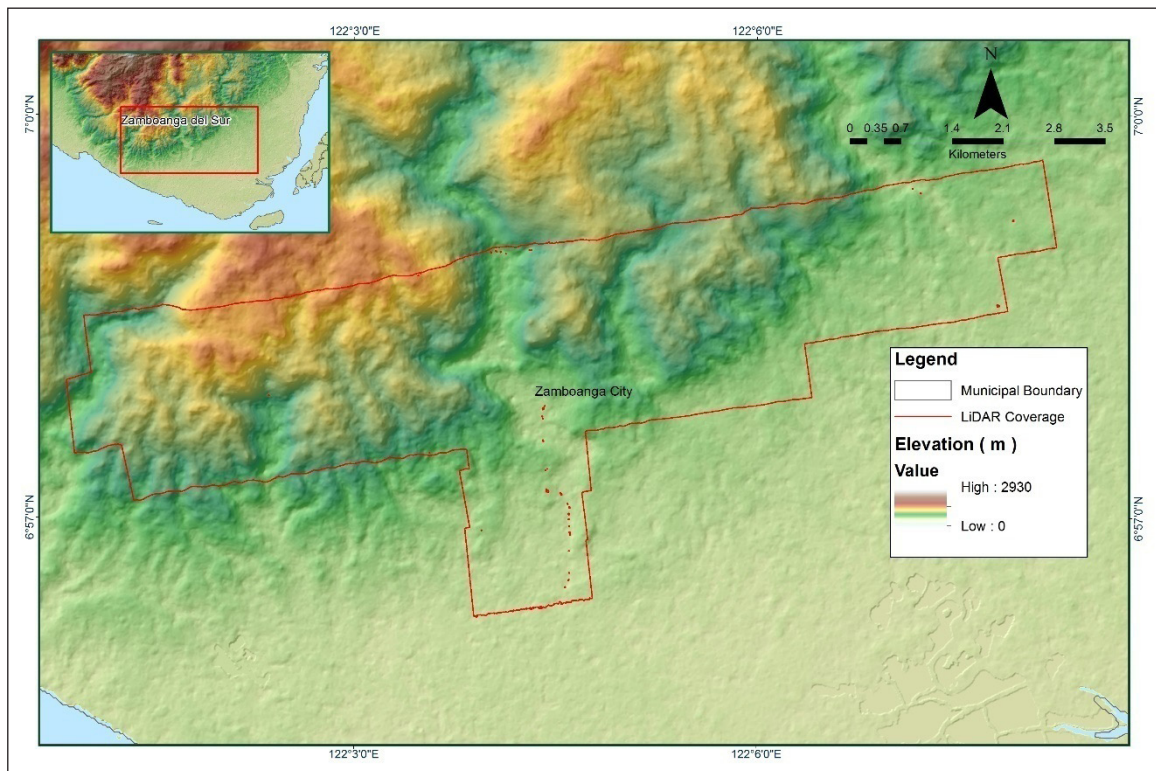 122°3'0"E
122°6'0"E
Zamboanga del Sur
N
7°0'0"N
7°0'0"N
0 0.35 0.7 1.4 2.1 2.8 3.5
Kilometers
Zamboanga City
Legend
Municipal Boundary
LiDAR Coverage
Elevation ( m )
Value
High : 2930
Low : 0
6°57'0"N
6°57'0"N
122°3'0"E
122°6'0"E